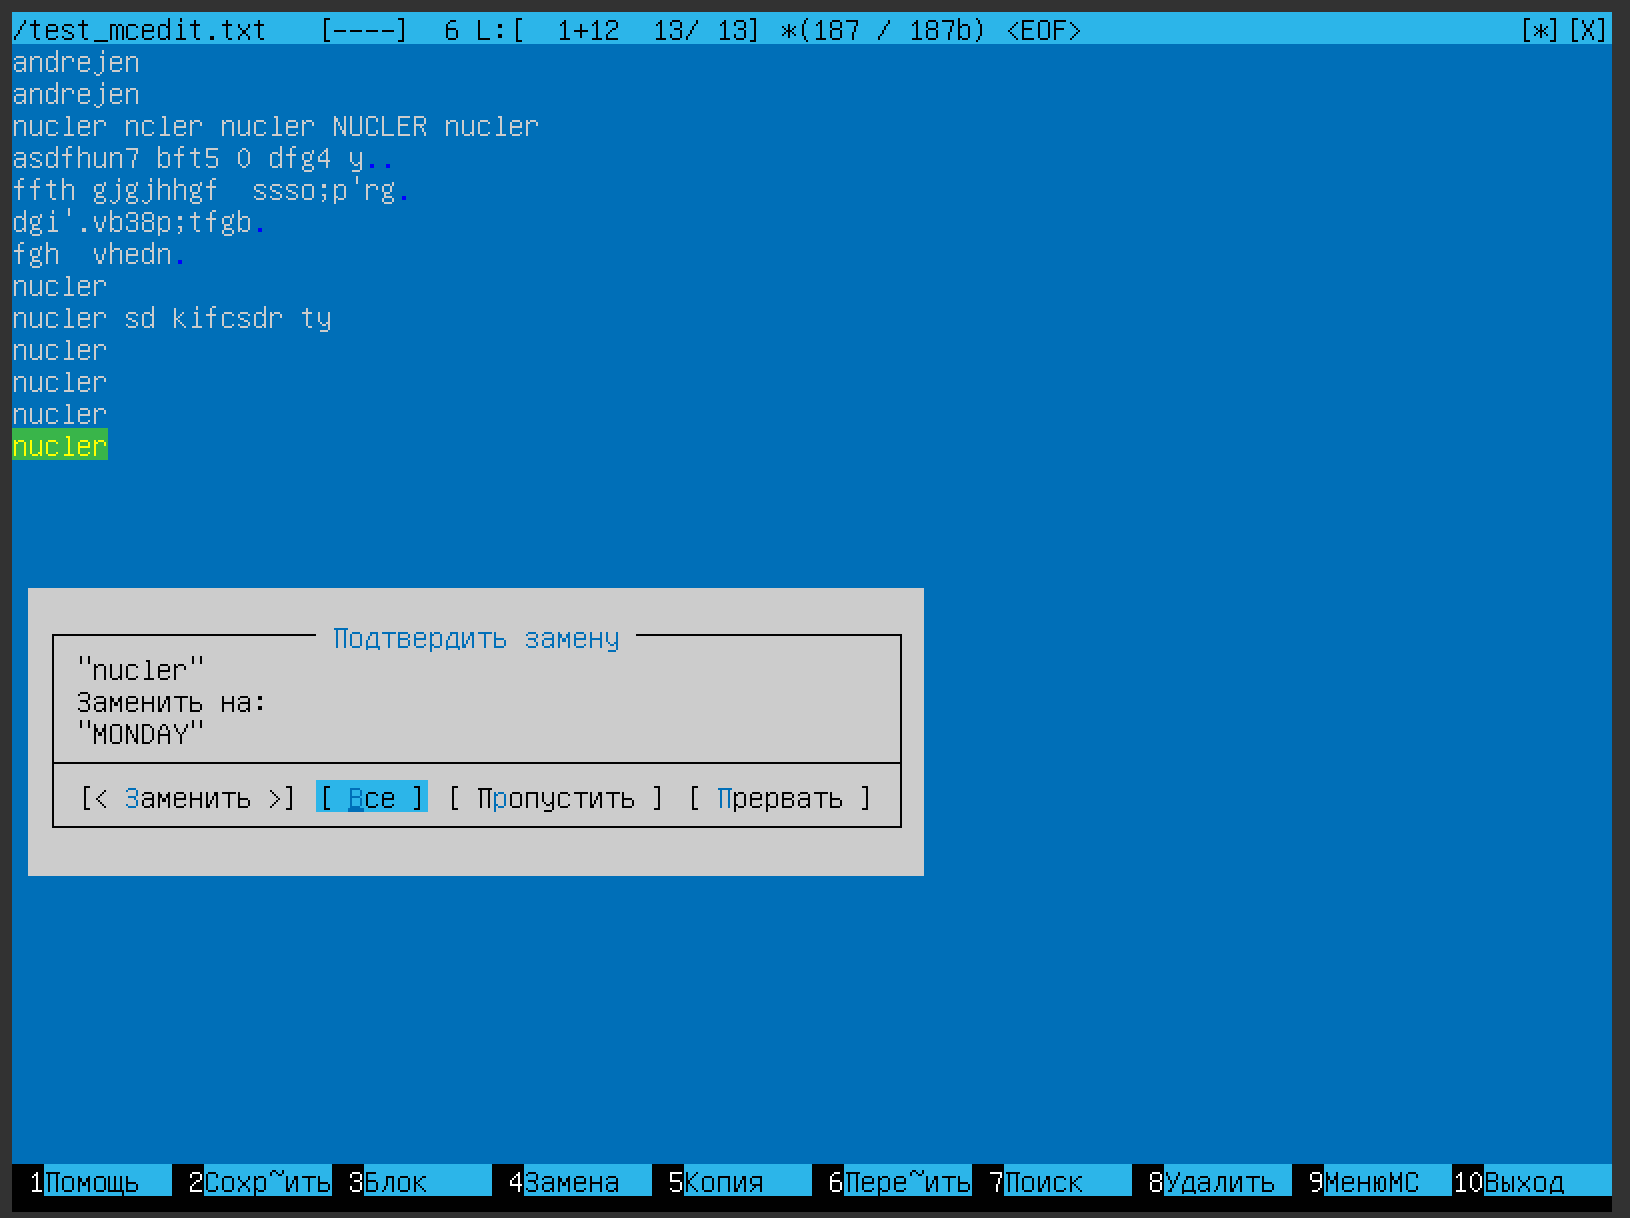 /test_mcedit.txt   [----]  6 L:[  1+12  13/ 13] *(187 / 187b) <EOF>   [*][X]
andrejen
andrejen
nucler ncler nucler NUCLER nucler
asdfhun7 bft5 0 dfg4 y..
ffth gjgjhhgf  ssso;p'rg.
dgi'.vb38p;tfgb.
fgh  vhedn.
nucler
nucler sd kifcsdr ty
nucler
nucler
nucler
nucler
Подтвердить замену
"nucler"
Заменить на:
"MONDAY"
[< Заменить >] [ Все ] [ Пропустить ] [ Прервать ]
1Помощь 2Сохр~ить 3Блок 4Замена 5Копия 6Пере~ить 7Поиск 8Удалить 9МенюМС 10Выход